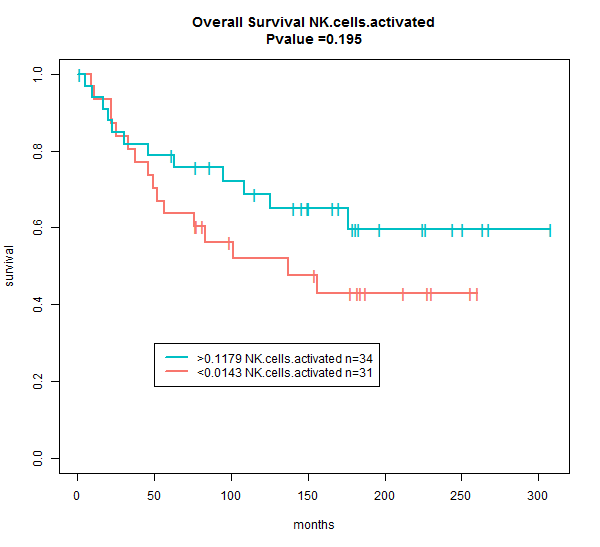 Overall Survival NK.cells.activated
Pvalue =0.195
survival
1.0
0.8
0.6
0.4
0.2
0.0
>0.1179 NK.cells.activated n=34
<0.0143 NK.cells.activated n=31
0 50 100 150 200 250 300
months